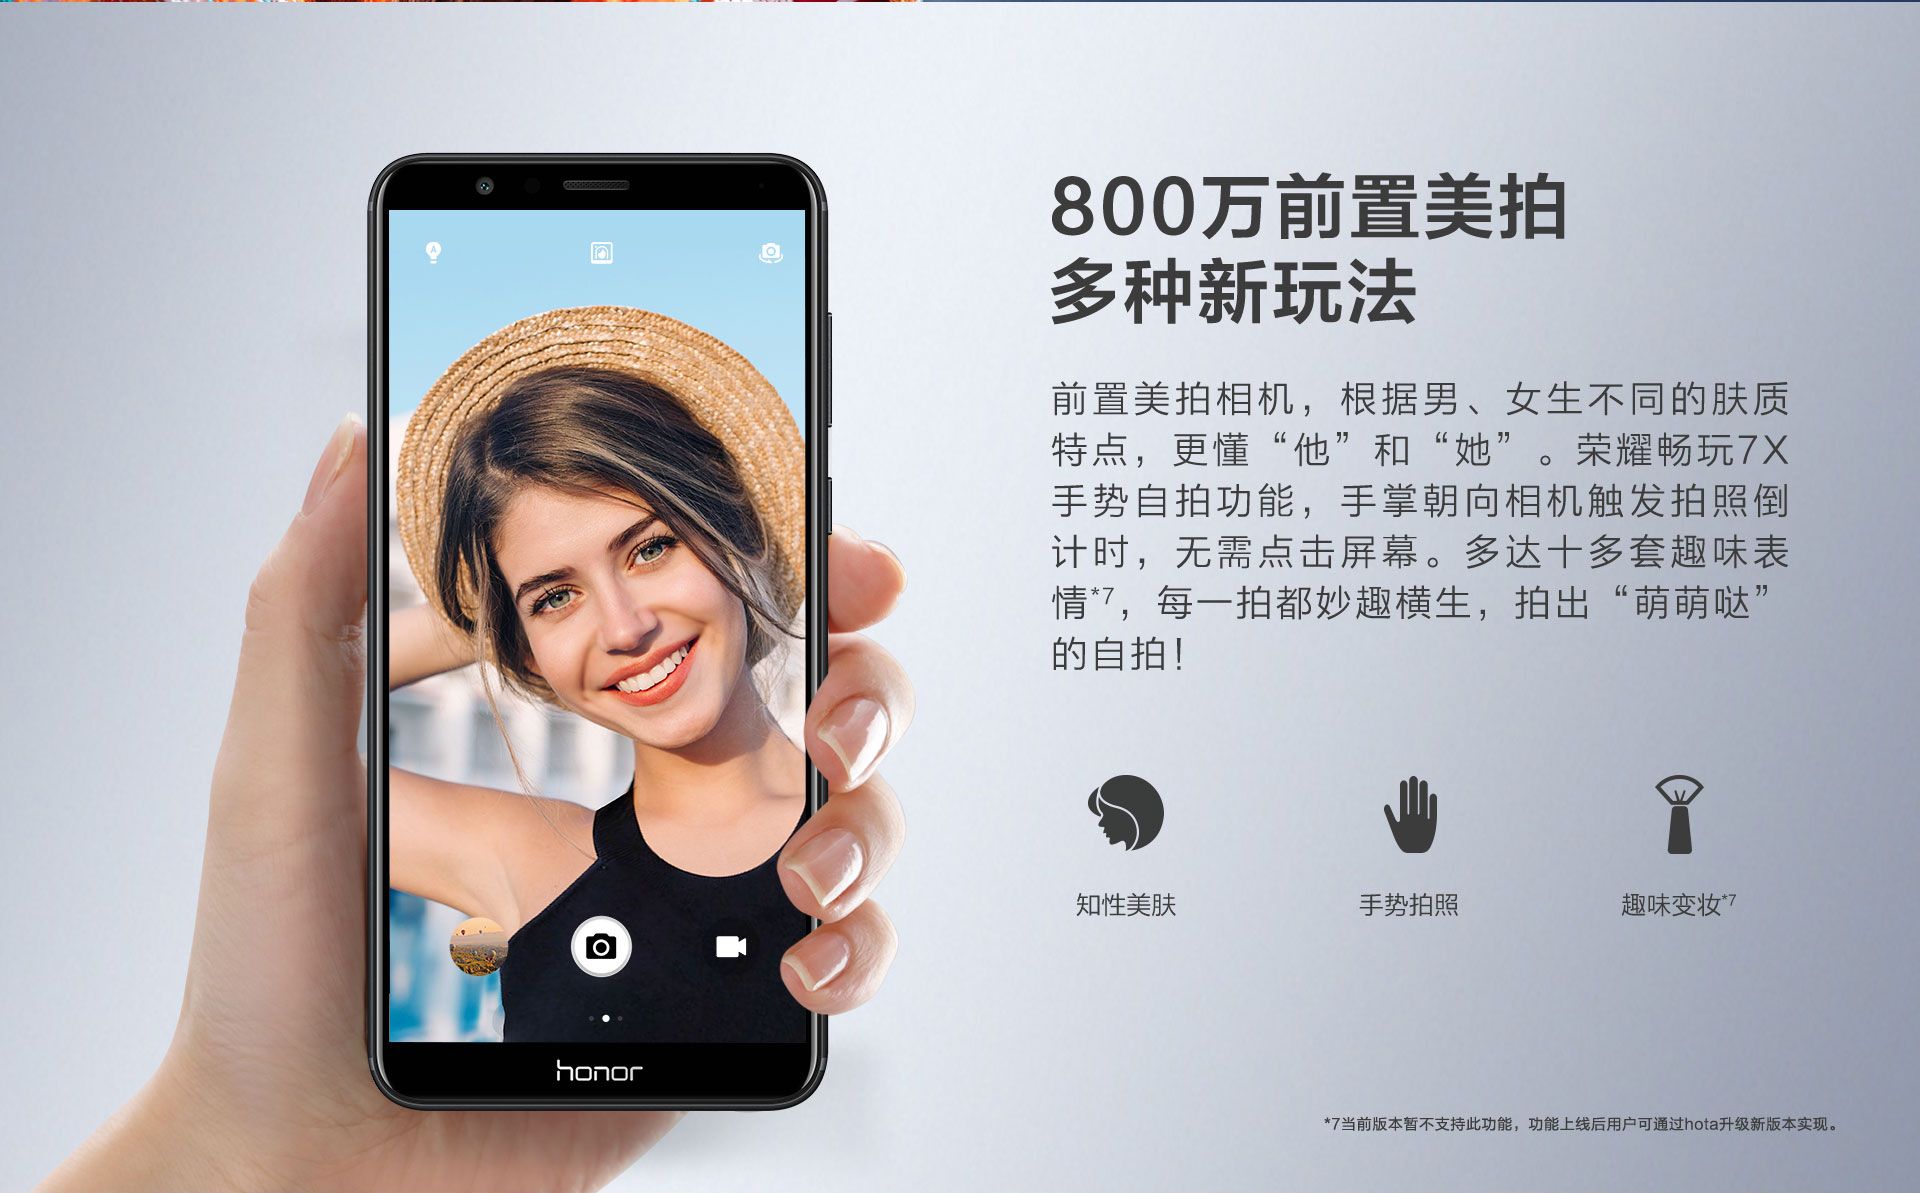 800万前置美拍
多种新玩法
前置美拍相机，根据男、女生不同的肤质
特点，更懂“他”和“她”。荣耀畅玩7X
手势自拍功能，手掌朝向相机触发拍照倒
计时，无需点击屏幕。多达十多套趣味表
情*7，每一拍都妙趣横生，拍出“萌萌哒”
的自拍！
知性美肤
手势拍照
趣味变妆*7
honor
*7当前版本暂不支持此功能，功能上线后用户可通过hota升级新版本实现。